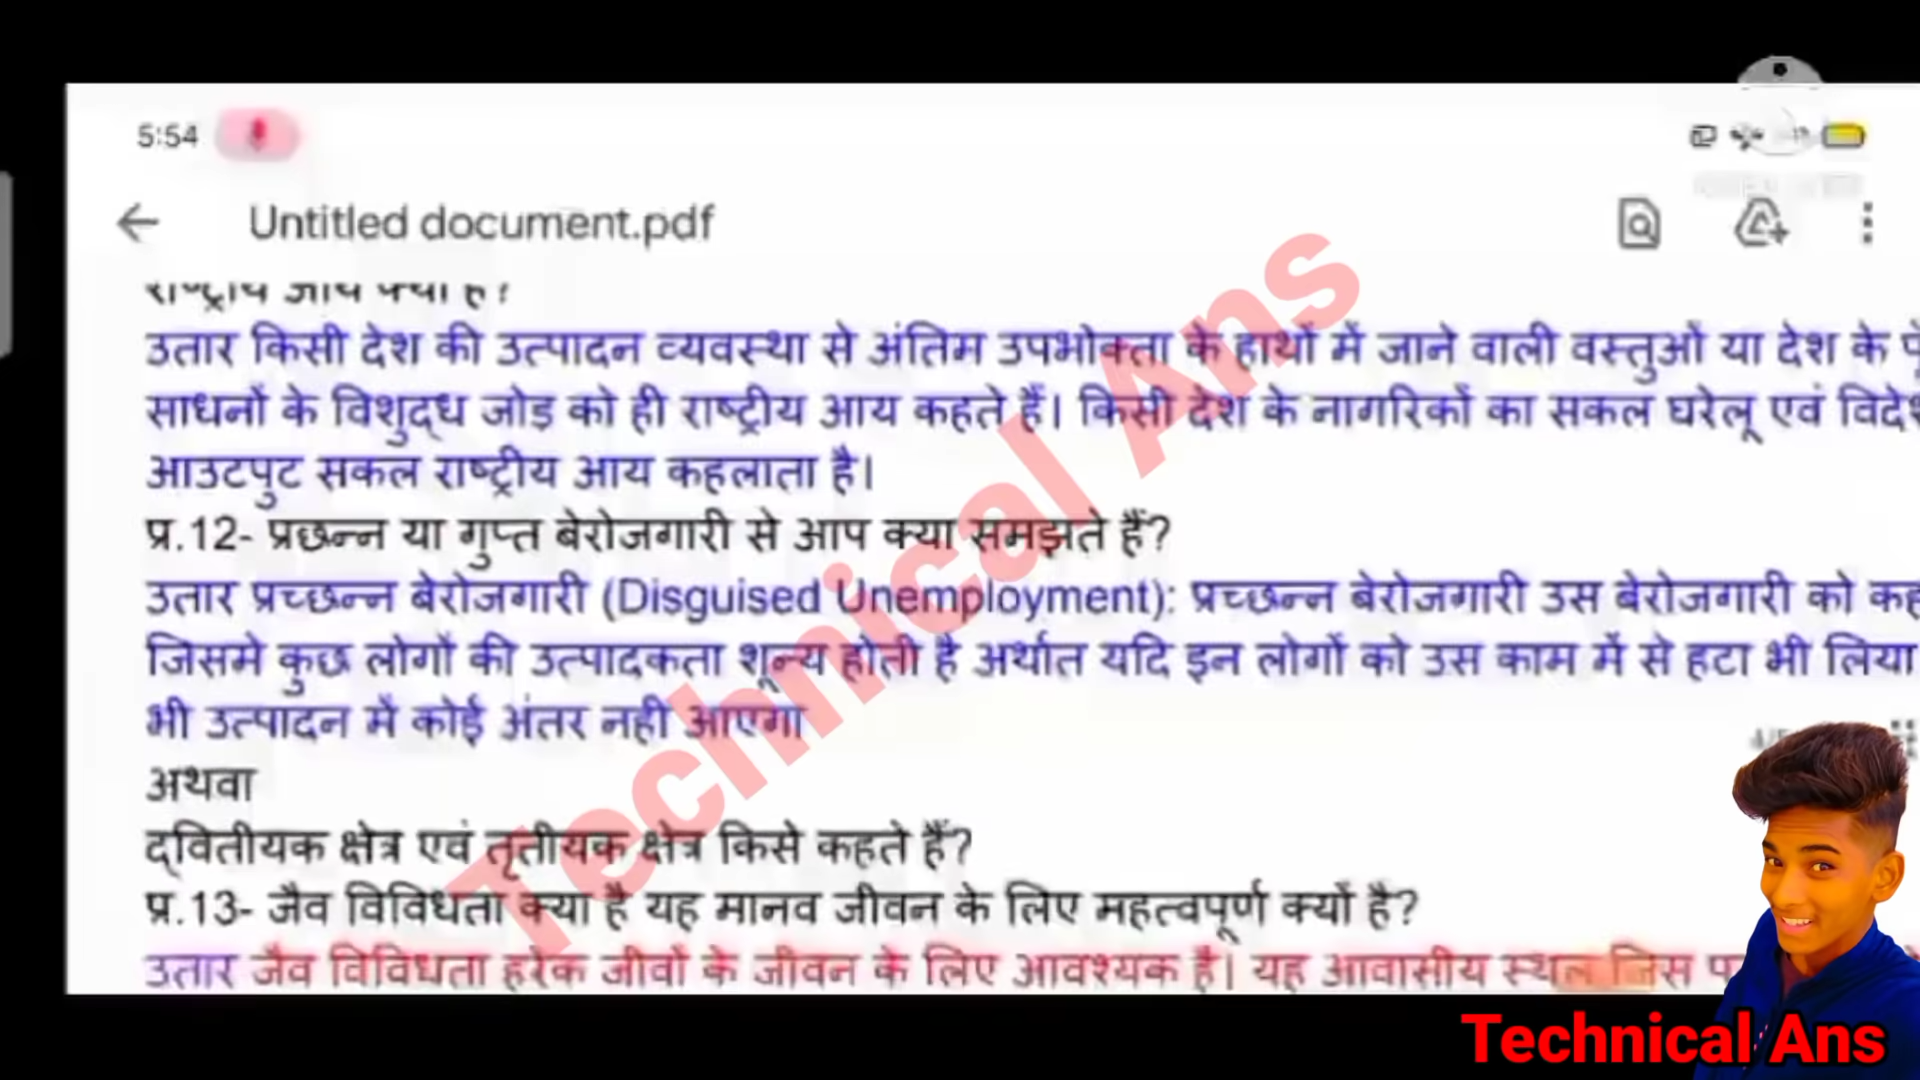 5:54
Untitled document.pdf
राष्ट्रीय आय क्या है?
उतार किसी देश की उत्पादन व्यवस्था से अंतिम उपभोक्ता के हाथों में जाने वाली वस्तुओं या देश के
साधनों के विशुद्ध जोड़ को ही राष्ट्रीय आय कहते हैं। किसी देश के नागरिकों का सकल घरेलू एवं
आउटपुट सकल राष्ट्रीय आय कहलाता है।
प्र.12- प्रछन्न या गुप्त बेरोजगारी से आप क्या समझते हैं?
उतार प्रच्छन्न बेरोजगारी (Disguised Unemployment): प्रच्छन्न बेरोजगारी उस बेरोजगारी को
जिसमे कुछ लोगों की उत्पादकता शून्य होती है अर्थात यदि इन लोगों को उस काम में से हटा भी लिया
भी उत्पादन मै कोई अंतर नही आएगा
अथवा
द्वितीयक क्षेत्र एवं तृतीयक क्षेत्र किसे कहते हैं?
प्र.13- जैव विविधता क्या है यह मानव जीवन के लिए महत्वपूर्ण क्यों है?
उतार जैव विविधता हरेक जीवों के जीवन के लिए आवश्यक है। यह आवासीय स्थल जिस
Technical Ans
Technical Ans